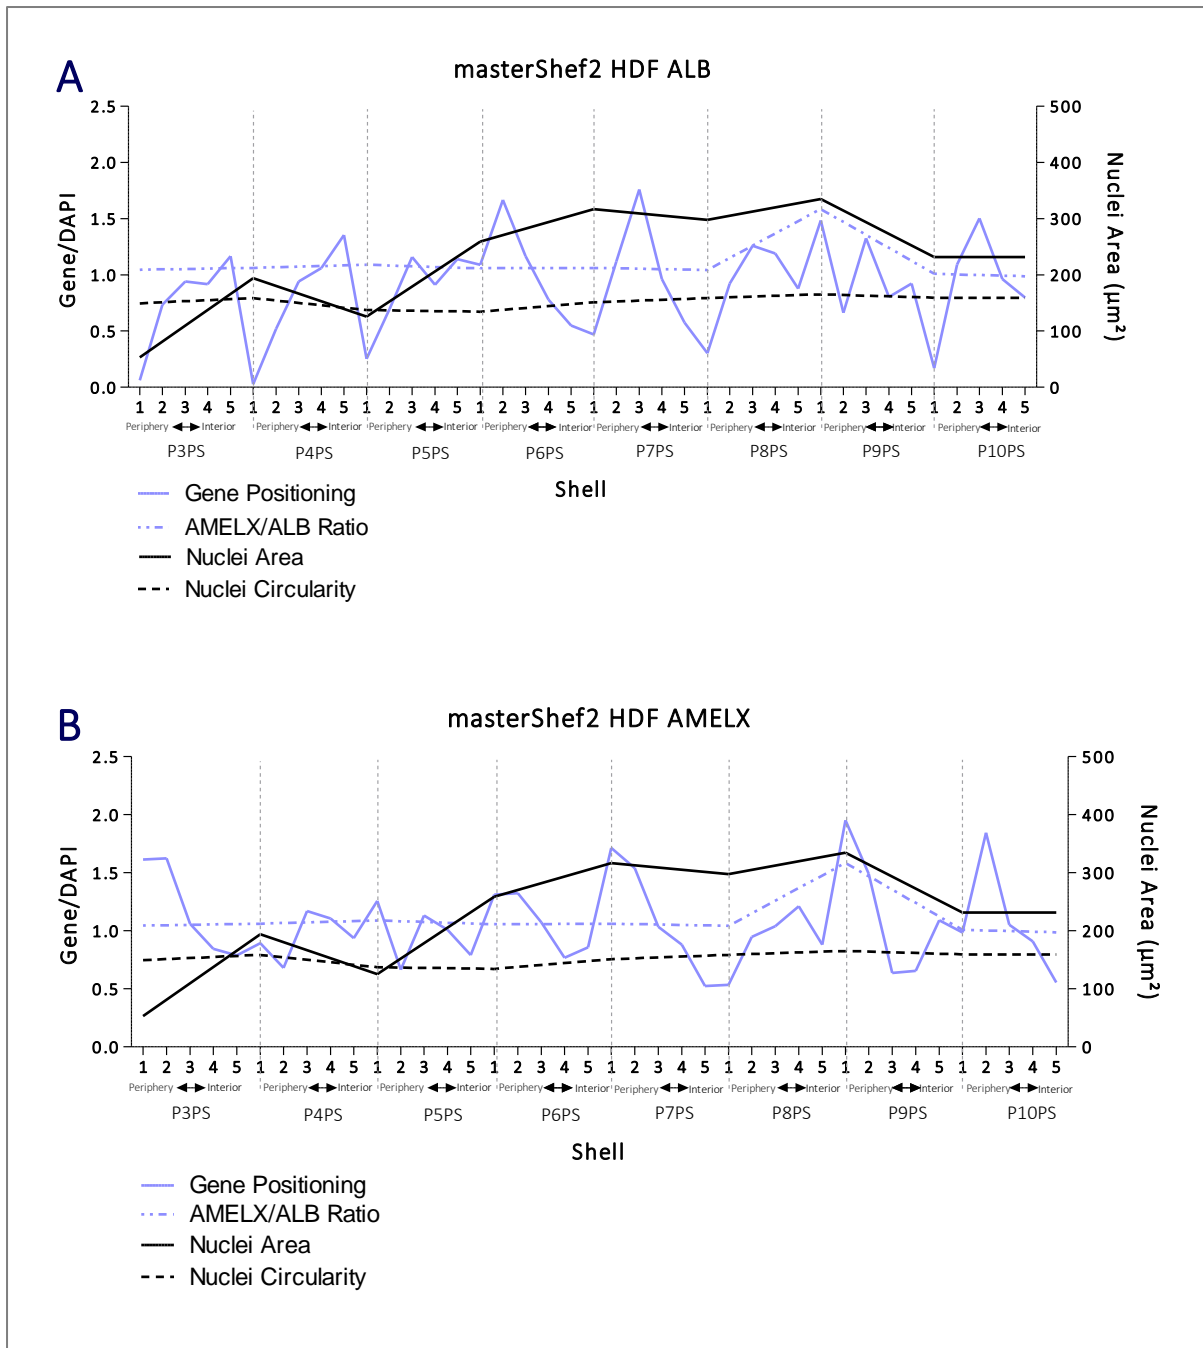 A
masterShef2 HDF ALB
2.5
2.0
1.5
1.0
0.5
0.0
Gene/DAPI
500
400
300
200
100
0
Nuclei Area (µm²)
1 2 3 4 5 1 2 3 4 5 1 2 3 4 5 1 2 3 4 5 1 2 3 4 5 1 2 3 4 5 1 2 3 4 5 1 2 3 4 5
Periphery Interior Periphery Interior Periphery Interior Periphery Interior Periphery Interior Periphery Interior Periphery Interior Periphery Interior
P3PS P4PS P5PS P6PS P7PS P8PS P9PS P10PS
Shell
Gene Positioning
AMELX/ALB Ratio
Nuclei Area
Nuclei Circularity
B
masterShef2 HDF AMELX
2.5
2.0
1.5
1.0
0.5
0.0
Gene/DAPI
500
400
300
200
100
0
Nuclei Area (µm²)
1 2 3 4 5 1 2 3 4 5 1 2 3 4 5 1 2 3 4 5 1 2 3 4 5 1 2 3 4 5 1 2 3 4 5 1 2 3 4 5
Periphery Interior Periphery Interior Periphery Interior Periphery Interior Periphery Interior Periphery Interior Periphery Interior Periphery Interior
P3PS P4PS P5PS P6PS P7PS P8PS P9PS P10PS
Shell
Gene Positioning
AMELX/ALB Ratio
Nuclei Area
Nuclei Circularity